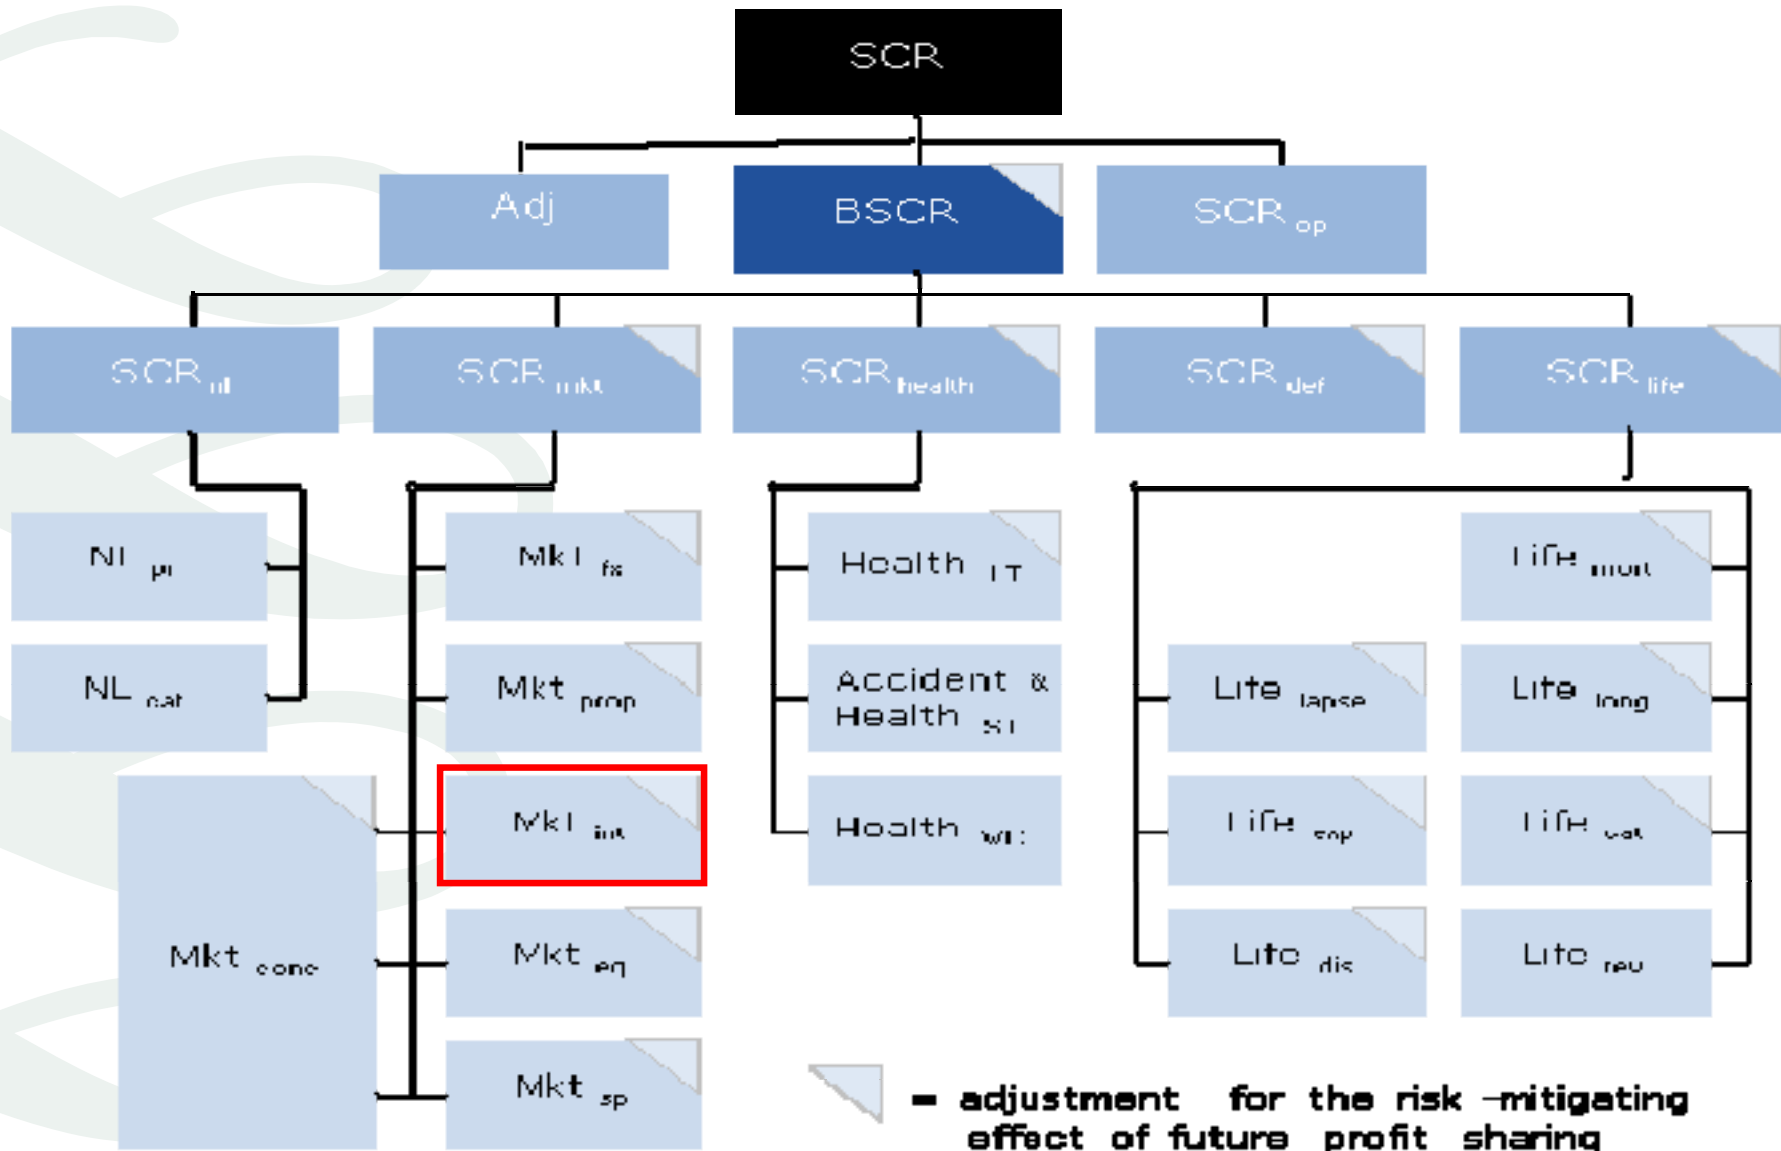 SCR
Adj
BSCR
SCR op
SCR nl
SCR mkt
SCR health
SCR def
SCR life
NL pr
Mkt fx
Health LT
Life mort
NL cat
Mkt prop
Accident &
Health ST
Life lapse
Life long
Mkt int
Health WC
Life exp
Life cat
Mkt conc
Mkt eq
Life dis
Life rev
Mkt sp
= adjustment for the risk -mitigating
effect of future profit sharing